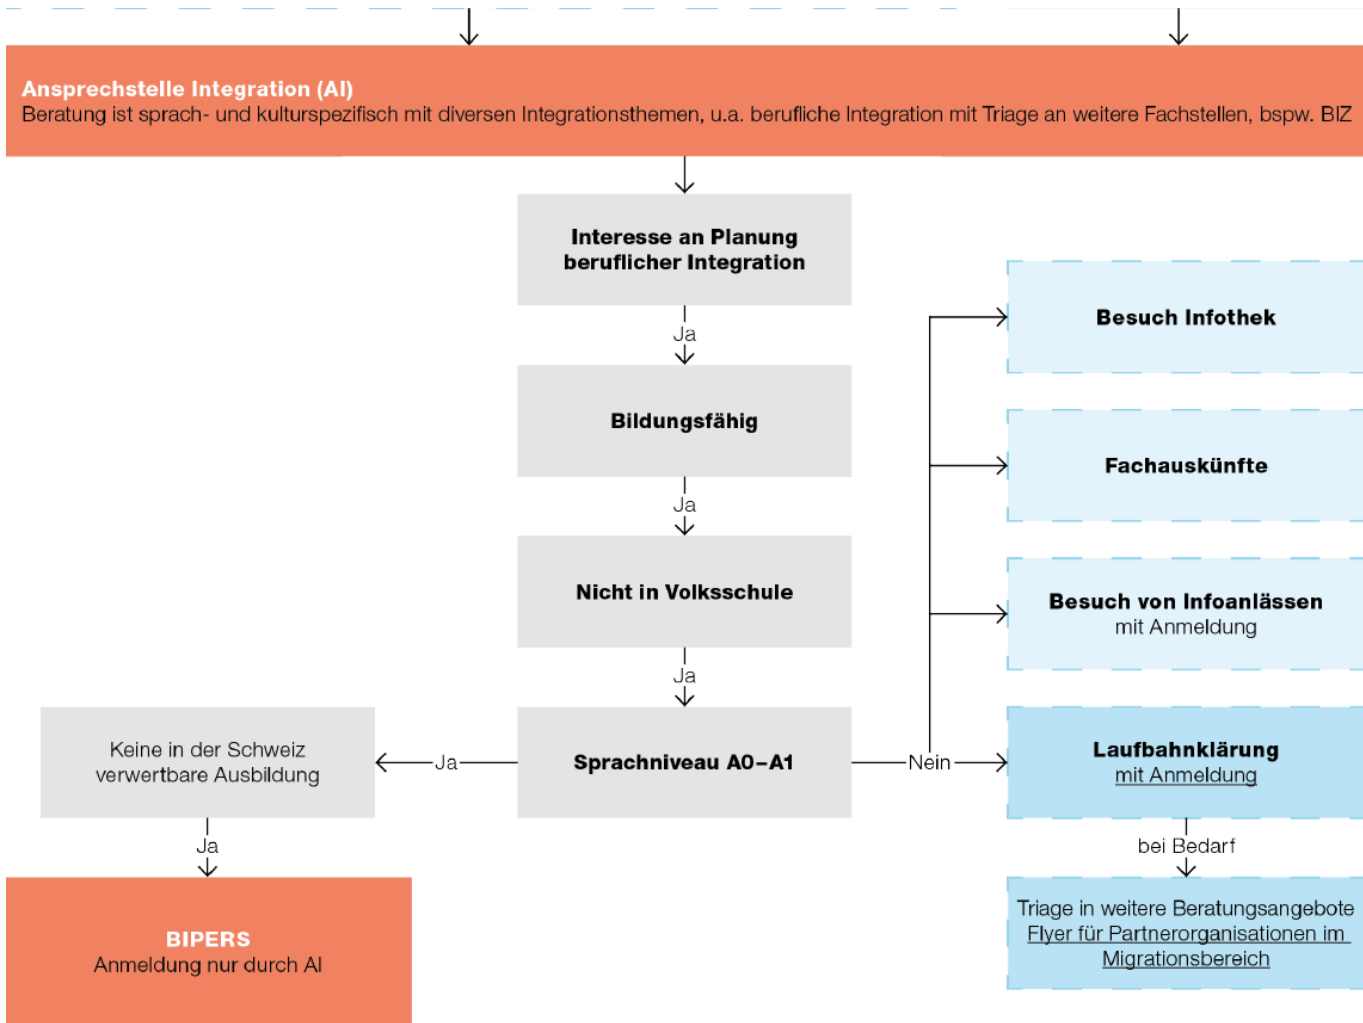 Ansprechstelle Integration (AI)
Beratung ist sprach- und kulturspezifisch mit diversen Integrationsthemen, u.a. berufliche Integration mit Triage an weitere Fachstellen, bspw. BIZ
Interesse an Planung
beruflicher Integration
Ja
Bildungsfähig
Ja
Nicht in Volksschule
Ja
Sprachniveau A0–A1
Ja
Keine in der Schweiz
verwertbare Ausbildung
Ja
BIPERS
Anmeldung nur durch AI
Nein
Besuch Infothek
Fachauskünfte
Besuch von Infoanlässen
mit Anmeldung
Laufbahnklärung
mit Anmeldung
bei Bedarf
Triage in weitere Beratungsangebote
Flyer für Partnerorganisationen im
Migrationsbereich